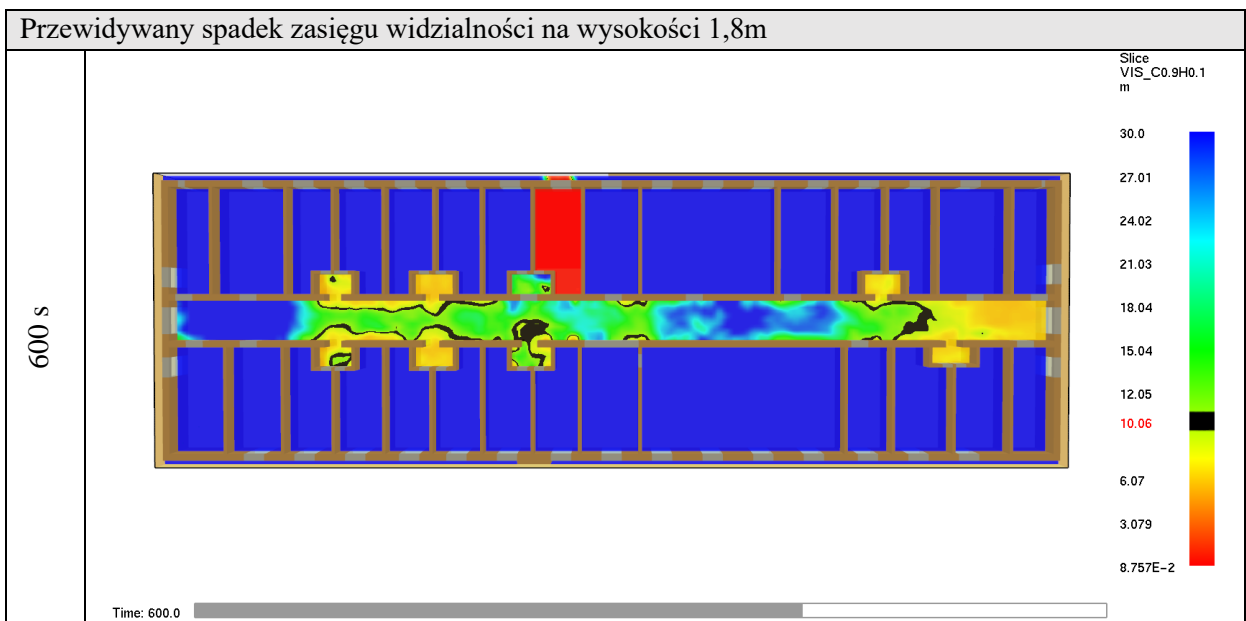 Przewidywany spadek zasięgu widzialności na wysokości 1,8m
600 s
Slice
VIS_C0.9H0.1
m
30.0
27.01
24.02
21.03
18.04
15.04
12.05
10.06
6.07
3.079
8.757E-2
Time: 600.0